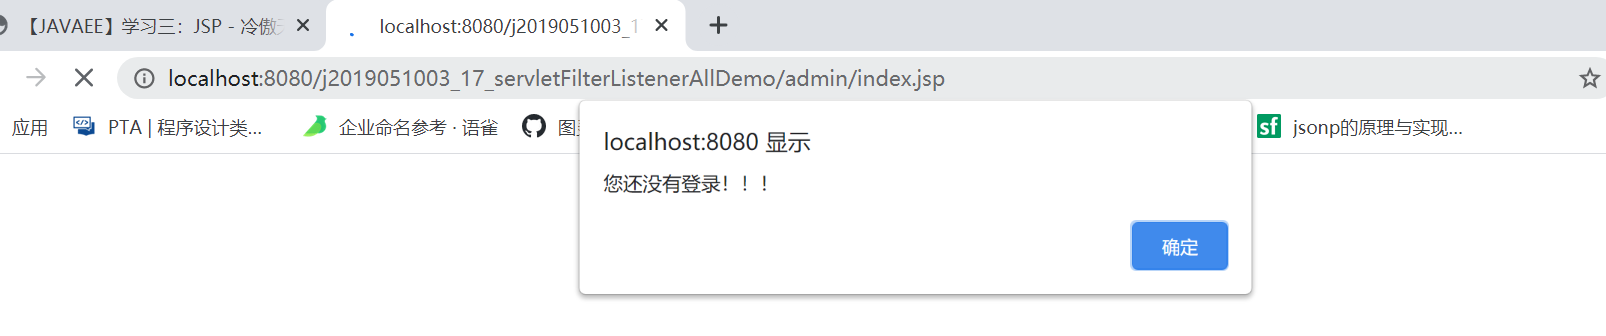 【JAVAEE】学习三：JSP - 冷傲
localhost:8080/j2019051003_1
localhost:8080/j2019051003_17_servletFilterListenerAllDemo/admin/index.jsp
应用
PTA | 程序设计类...
企业命名参考 · 语雀
jsonp的原理与实现...
localhost:8080 显示
您还没有登录！！！
确定